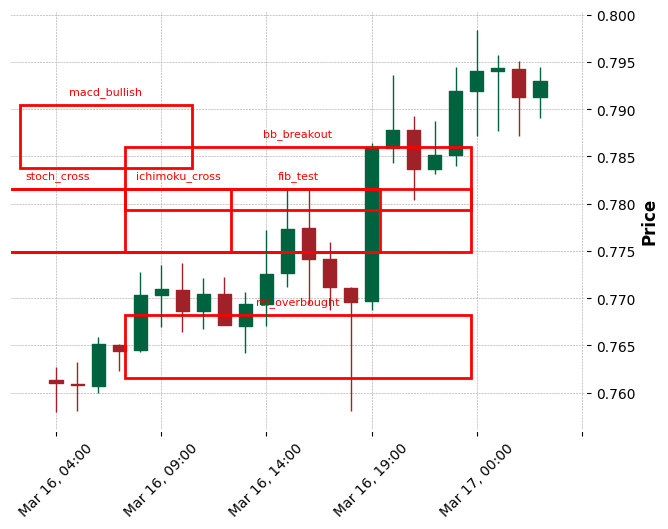 0.800
0.795
macd_bullish
0.790
bb_breakout
0.785
stoch_cross
ichimoku_cross
fib_test
0.780
Price
0.775
0.770
rsi_overbought
0.765
0.760
Mar 16, 04:00
Mar 16, 09:00
Mar 16, 14:00
Mar 16, 19:00
Mar 17, 00:00